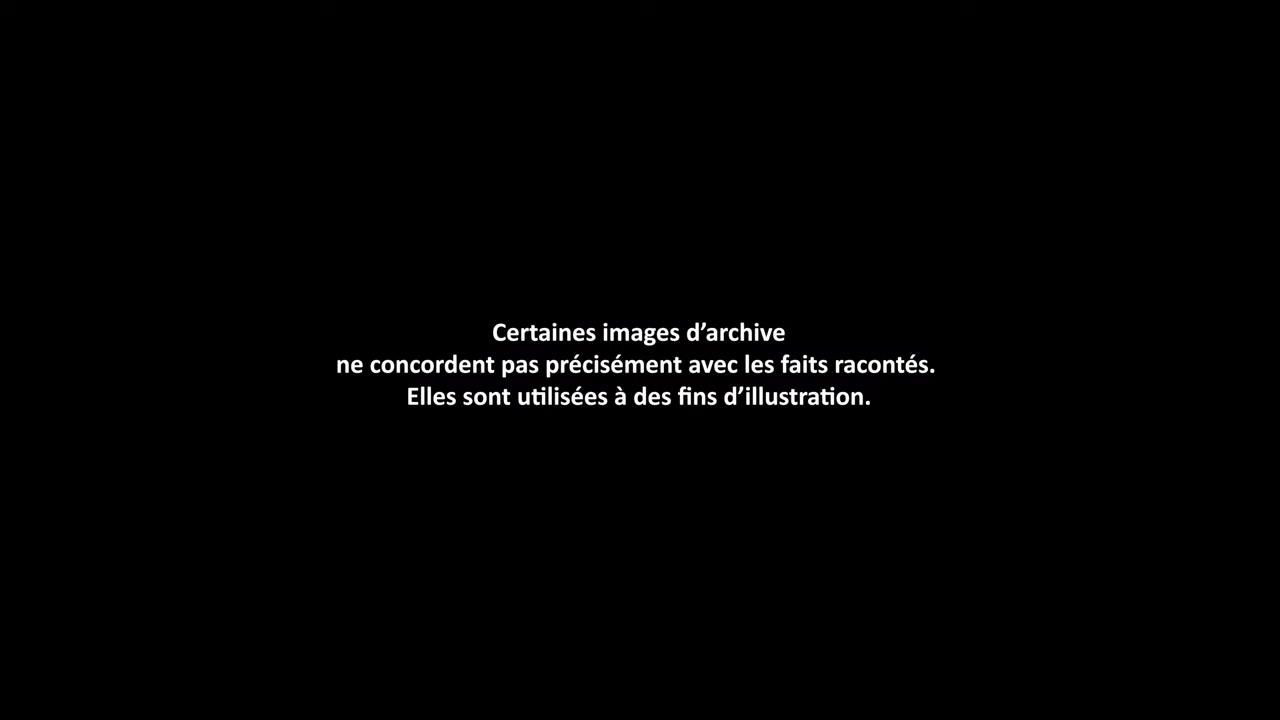 Certaines images d’archive
ne concordent pas précisément avec les faits racontés.
Elles sont utilisées à des fins d’illustration.